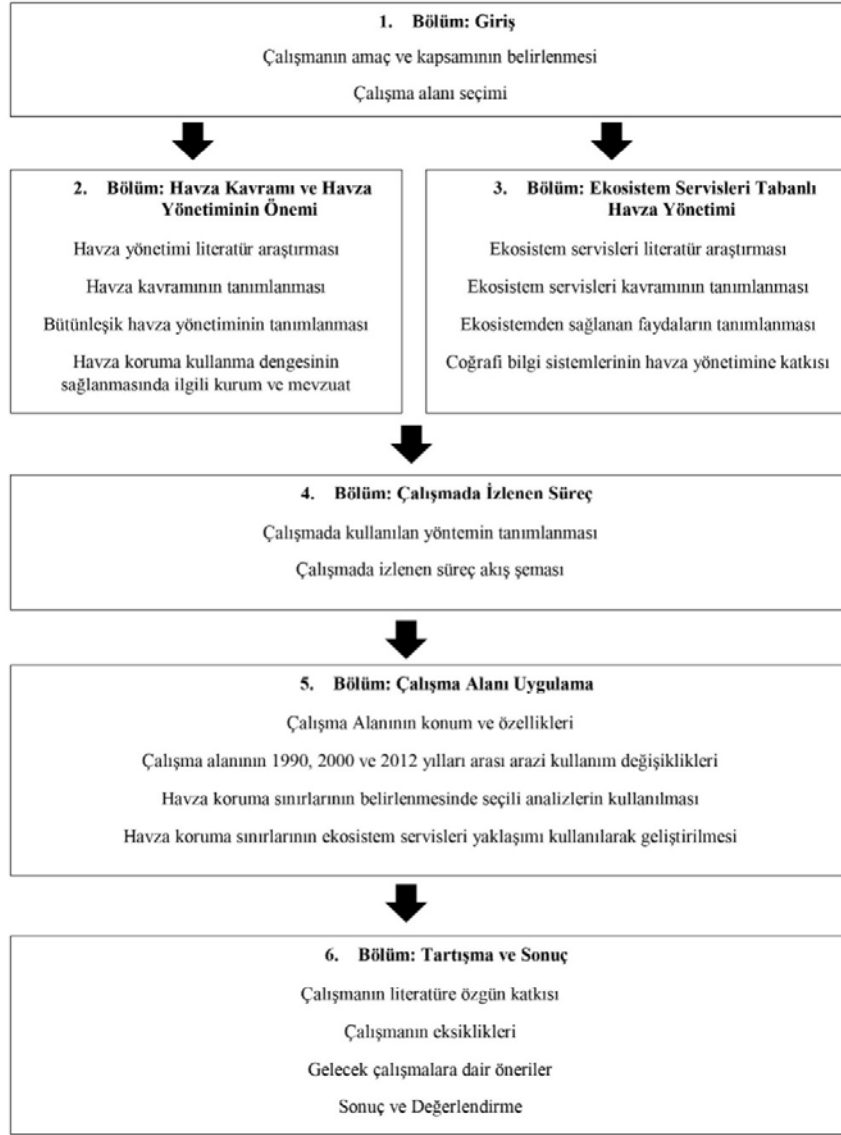 1. Bölüm: Giriş
Çalışmanın amaç ve kapsamının belirlenmesi
Çalışma alanı seçimi
2. Bölüm: Havza Kavramı ve Havza
Yönetiminin Önemi
Havza yönetimi literatür araştırması
Havza kavramının tanımlanması
Bütünleşik havza yönetiminin tanımlanması
Havza koruma kullanma dengesinin
sağlanmasında ilgili kurum ve mevzuat
3. Bölüm: Ekosistem Servisleri Tabanlı
Havza Yönetimi
Ekosistem servisleri literatür araştırması
Ekosistem servisleri kavramının tanımlanması
Ekosistemden sağlanan faydaların tanımlanması
Coğrafi bilgi sistemlerinin havza yönetimine katkısı
4. Bölüm: Çalışmada İzlenen Süreç
Çalışmada kullanılan yöntemin tanımlanması
Çalışmada izlenen süreç akış şeması
5. Bölüm: Çalışma Alanı Uygulama
Çalışma Alanının konum ve özellikleri
Çalışma alanının 1990, 2000 ve 2012 yılları arası arazi kullanım değişiklikleri
Havza koruma sınırlarının belirlenmesinde seçili analizlerin kullanılması
Havza koruma sınırlarının ekosistem servisleri yaklaşımı kullanılarak geliştirilmesi
6. Bölüm: Tartışma ve Sonuç
Çalışmanın literatüre özgün katkısı
Çalışmanın eksiklikleri
Gelecek çalışmalara dair öneriler
Sonuç ve Değerlendirme